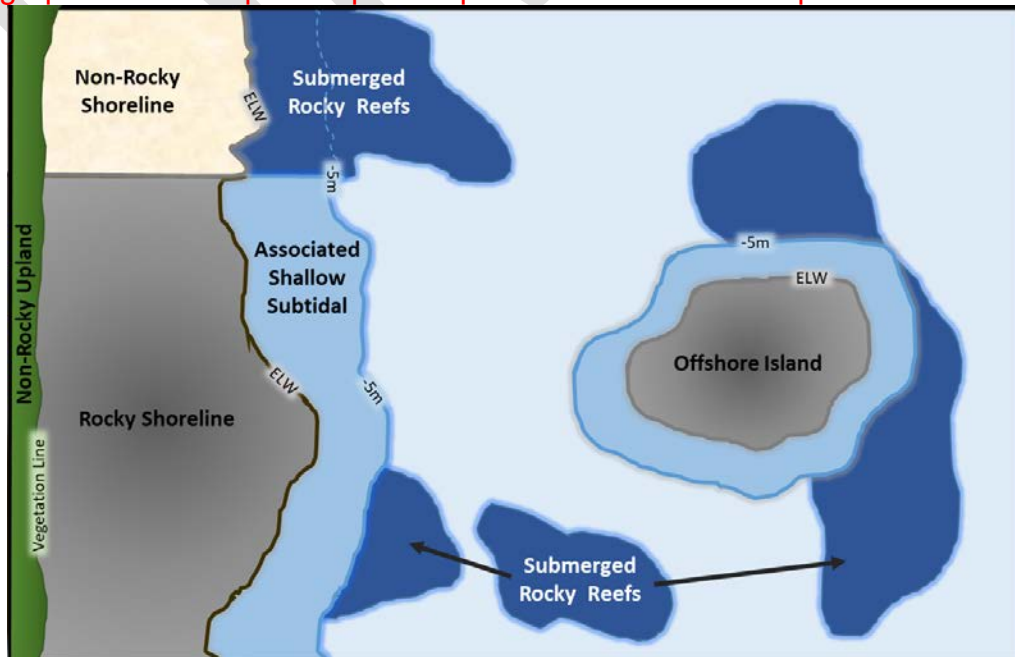 Non-Rocky
Shoreline
ELW
Submerged
Rocky Reefs
-5m
Non-Rocky Upland
Vegetation Line
Associated
Shallow
Subtidal
ELW
-5m
Rocky Shoreline
-5m
ELW
Offshore Island
Submerged
Rocky Reefs